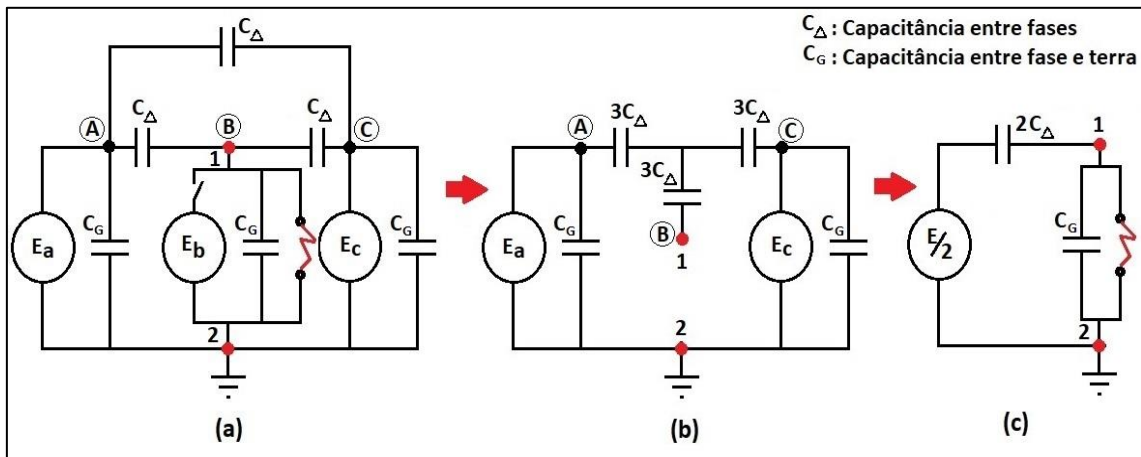 C△ : Capacitância entre fases
CG : Capacitância entre fase e terra
C△
A
C△
B
C△
C
1
Ea
CG
Eb
CG
Ec
CG
2
(a)
A
3C△
3C△
C
3C△
B
1
Ea
CG
Ec
CG
2
(b)
2C△
1
E/2
CG
2
(c)